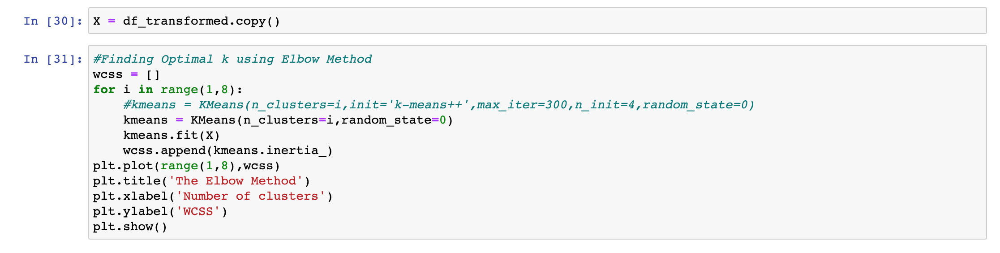 In [30]: X = df_transformed.copy()
In [31]: #Finding Optimal k using Elbow Method
wcss = []
for i in range(1,8):
    #kmeans = KMeans(n_clusters=i,init='k-means++',max_iter=300,n_init=4,random_state=0)
    kmeans = KMeans(n_clusters=i,random_state=0)
    kmeans.fit(X)
    wcss.append(kmeans.inertia_)
plt.plot(range(1,8),wcss)
plt.title('The Elbow Method')
plt.xlabel('Number of clusters')
plt.ylabel('WCSS')
plt.show()